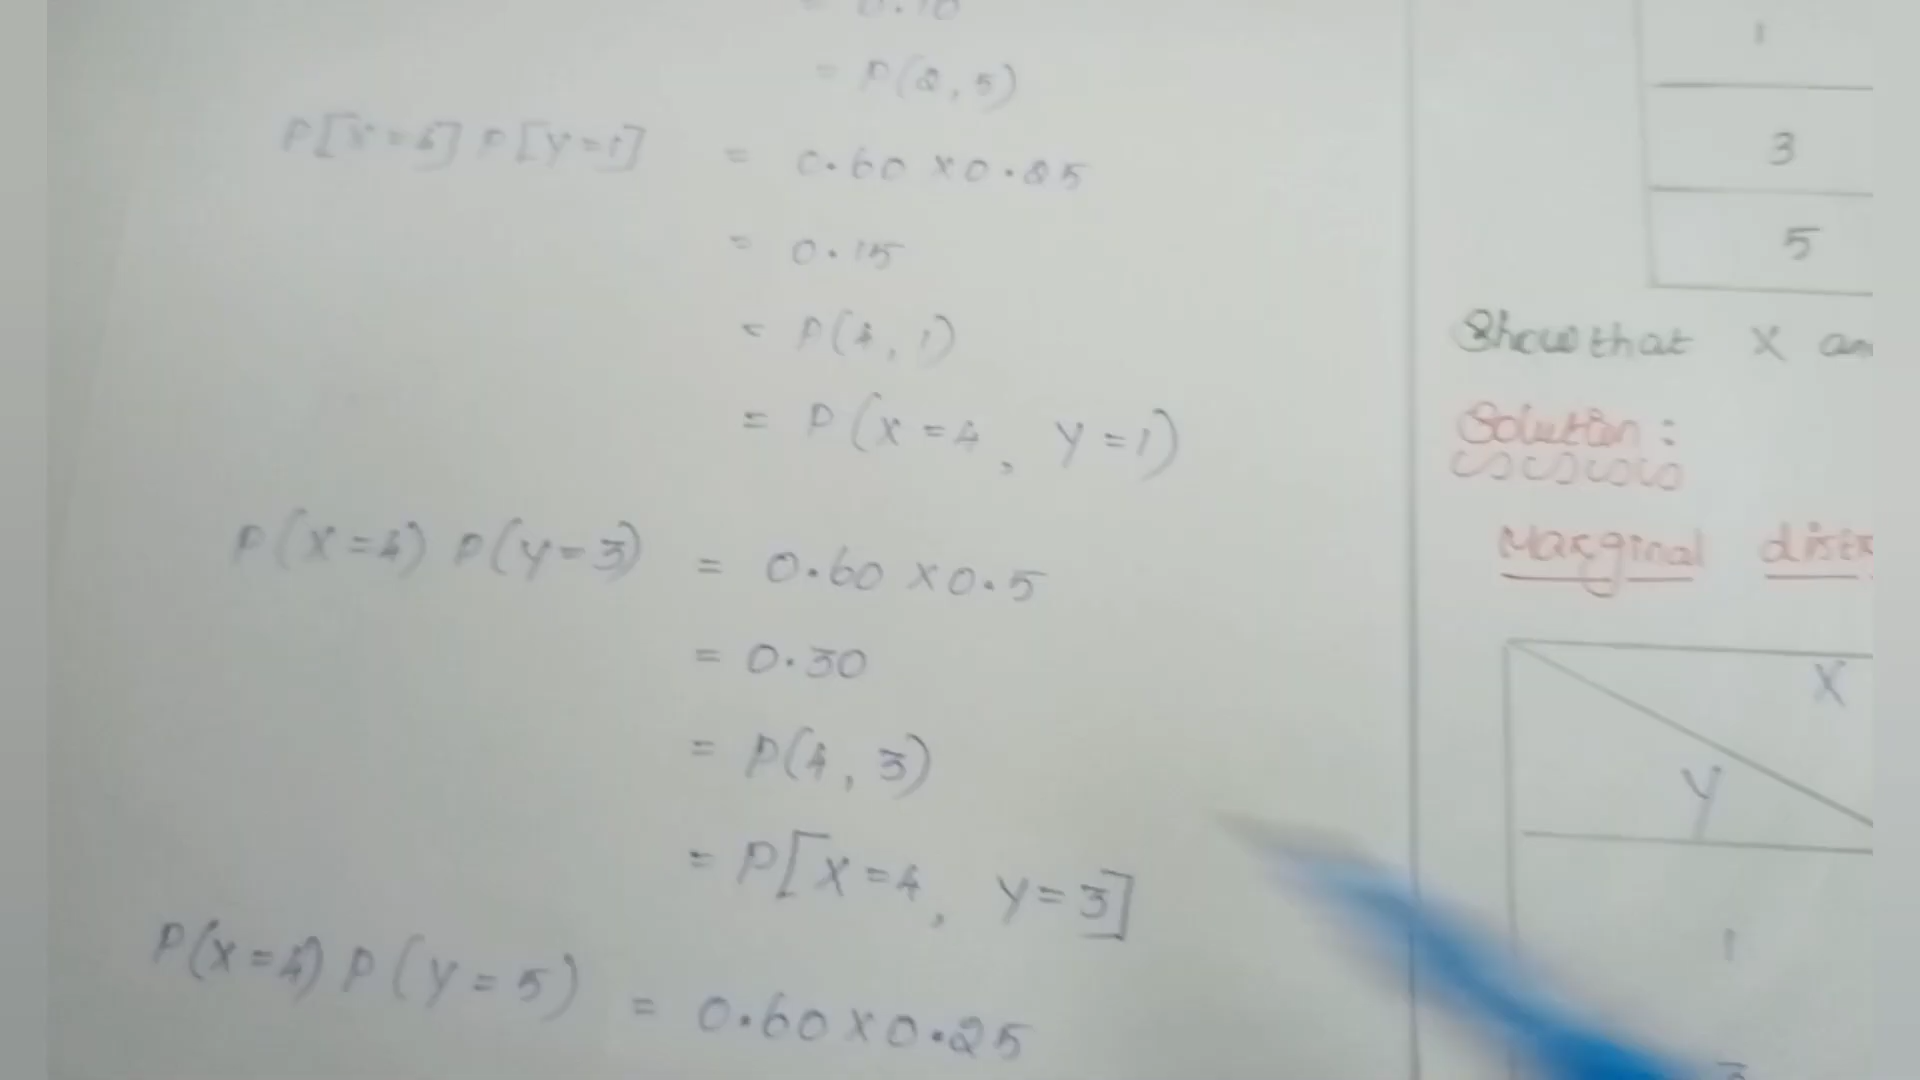 = 0.10
= P(2, 5)
P[X=4] P[Y=1] = 0.60 x 0.25
= 0.15
= P(4, 1)
= P(X=4, Y=1)
P(X=4) P(Y=3) = 0.60 x 0.5
= 0.30
= P(4, 3)
= P[X=4, Y=3]
P(X=4) P(Y=5) = 0.60 x 0.25
1
3
5
Show that X an
Solution:
Marginal
X
Y
1